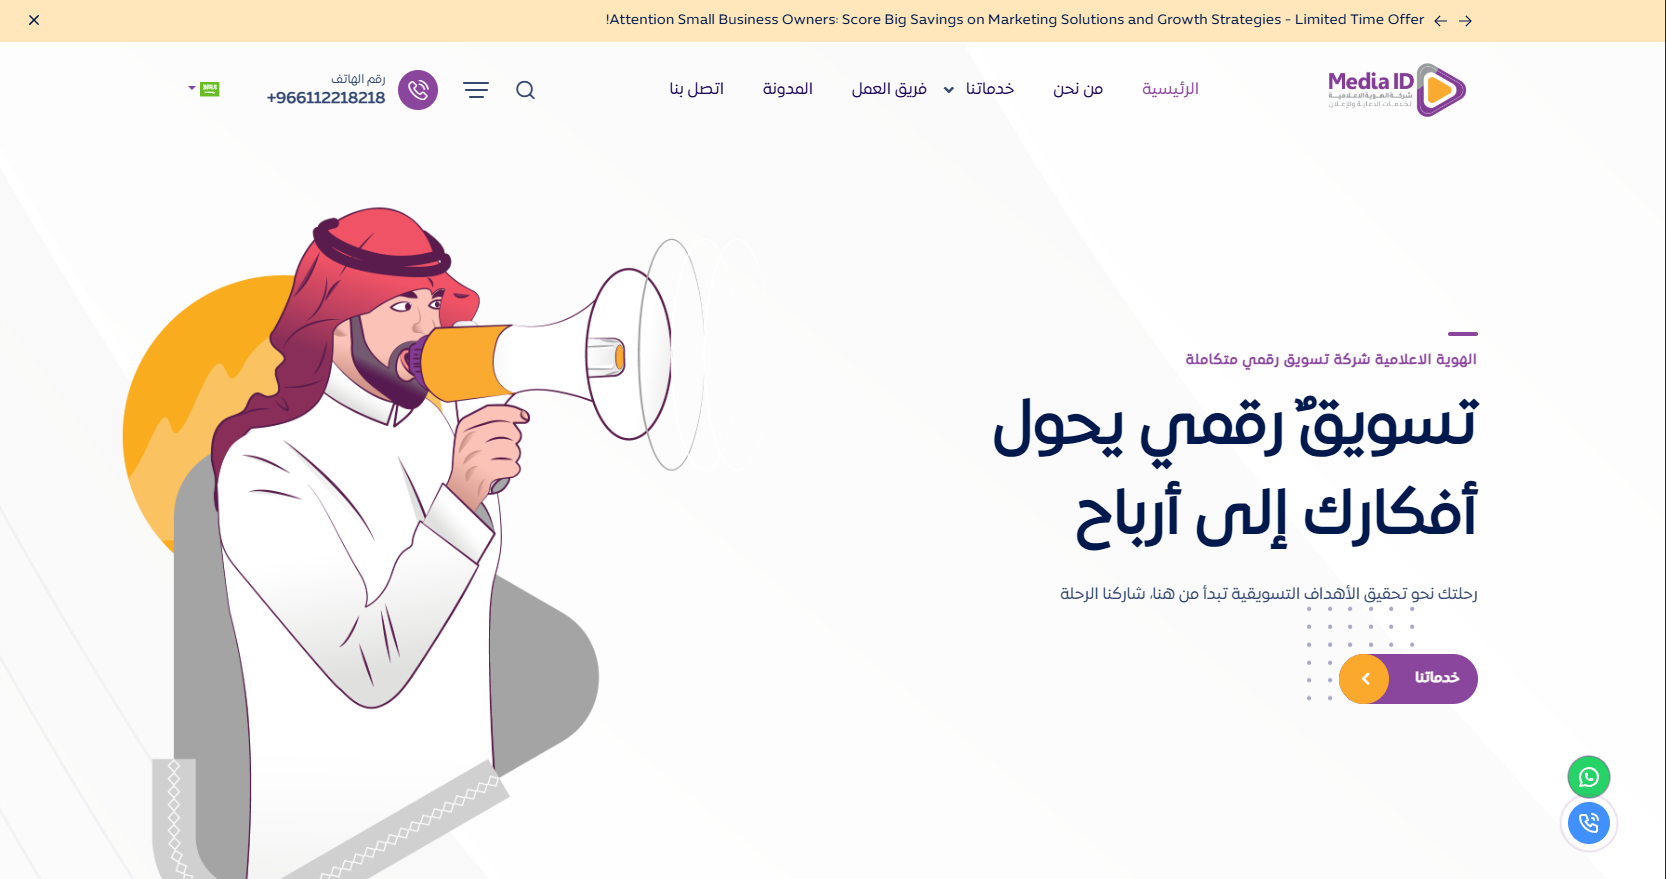 Attention Small Business Owners: Score Big Savings on Marketing Solutions and Growth Strategies - Limited Time Offer!
Media ID
شركة الهوية الإعلامية
لخدمات الدعاية والإعلان
الرئيسية
من نحن
خدماتنا
فريق العمل
المدونة
اتصل بنا
رقم الهاتف
+966112218218
الهوية الاعلامية شركة تسويق رقمي متكاملة
تسويقٌ رقمي يحول
أفكارك إلى أرباح
رحلتك نحو تحقيق الأهداف التسويقية تبدأ من هنا، شاركنا الرحلة
خدماتنا